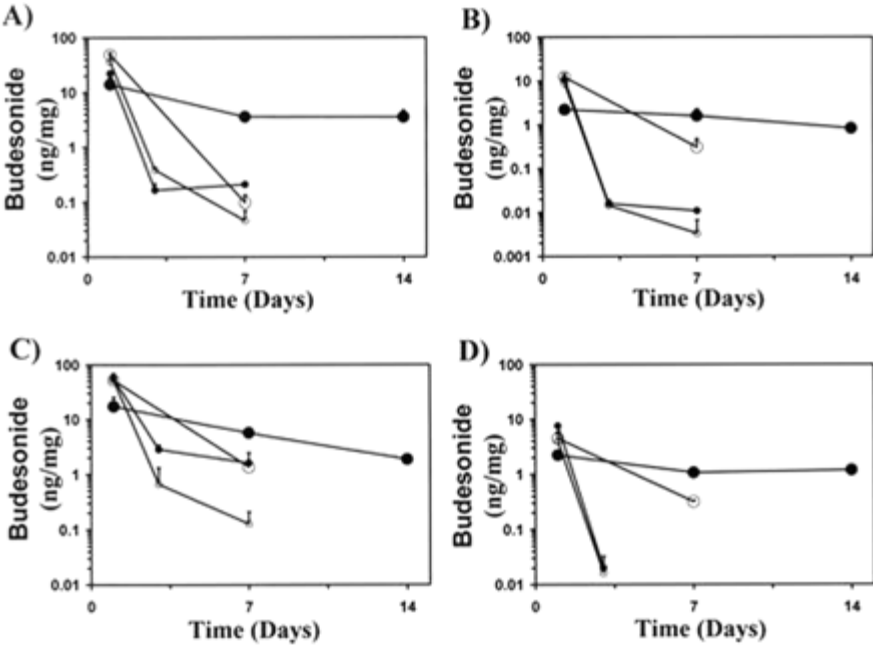 A)
Budesonide
(ng/mg)
100
10
1
0.1
0.01
0
7
14
Time (Days)
B)
Budesonide
(ng/mg)
100
10
1
0.1
0.01
0.001
0
7
14
Time (Days)
C)
Budesonide
(ng/mg)
100
10
1
0.1
0.01
0
7
14
Time (Days)
D)
Budesonide
(ng/mg)
100
10
1
0.1
0.01
0
7
14
Time (Days)